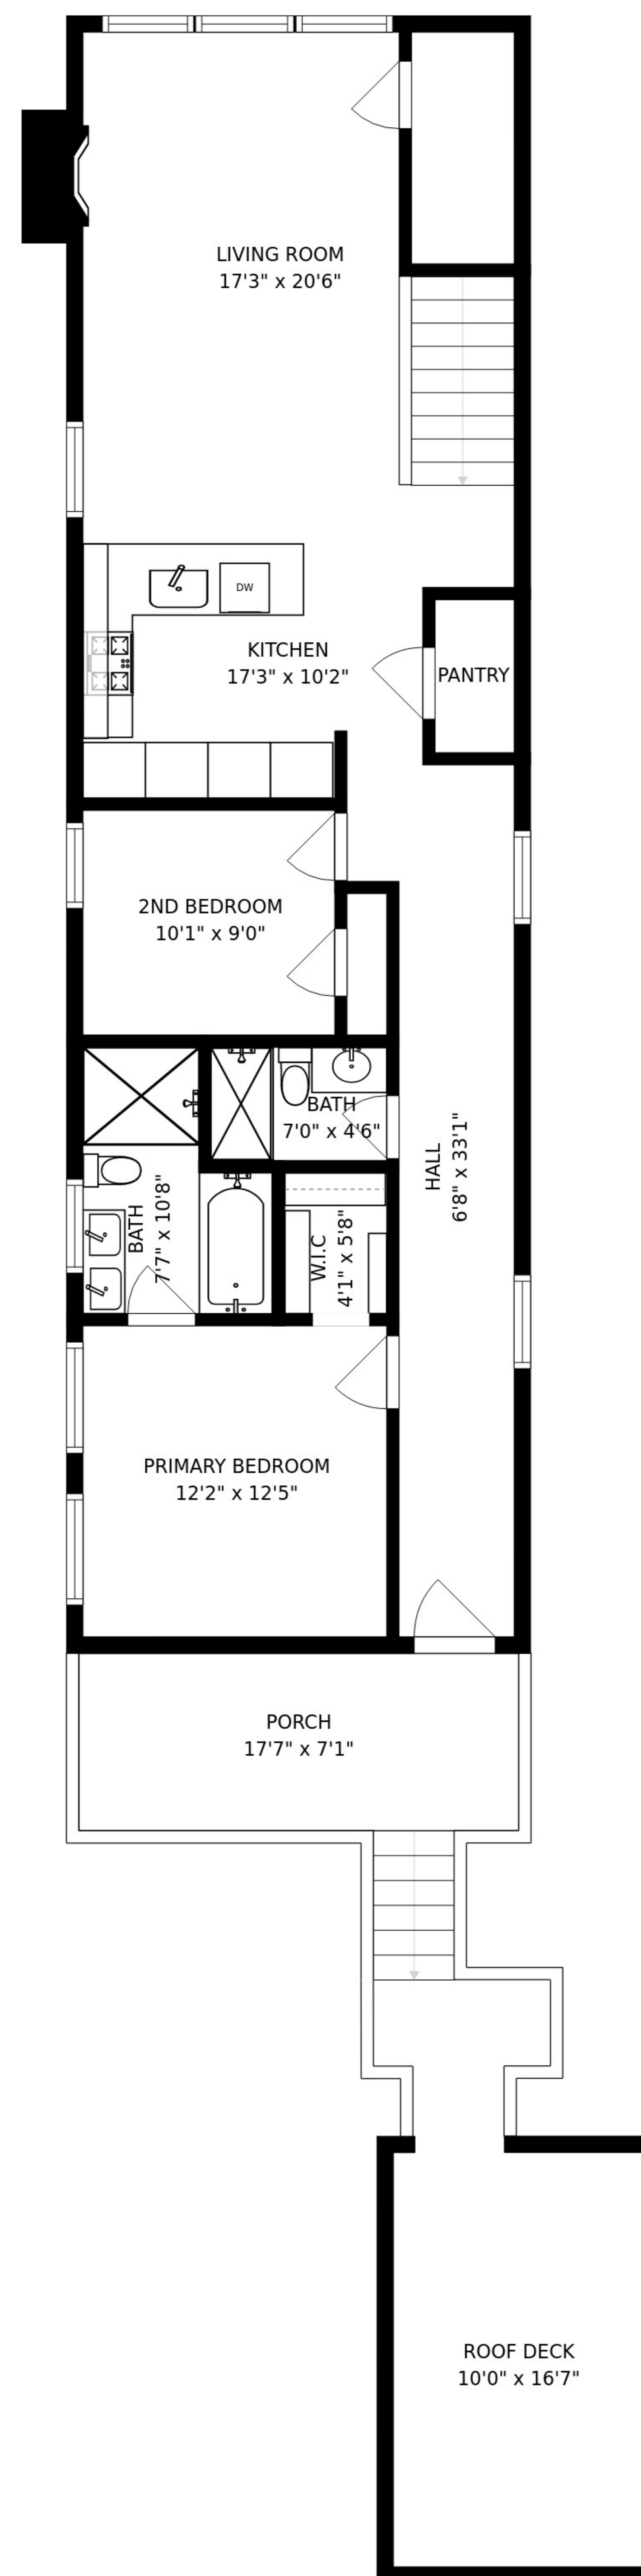 LIVING ROOM
17'3" x 20'6"
DW
KITCHEN
17'3" x 10'2"
PANTRY
2ND BEDROOM
10'1" x 9'0"
BATH
7'0" x 4'6"
HALL
6'8" x 33'1"
BATH
7'7" x 10'8"
W.I.C
4'1" x 5'8"
PRIMARY BEDROOM
12'2" x 12'5"
PORCH
17'7" x 7'1"
ROOF DECK
10'0" x 16'7"